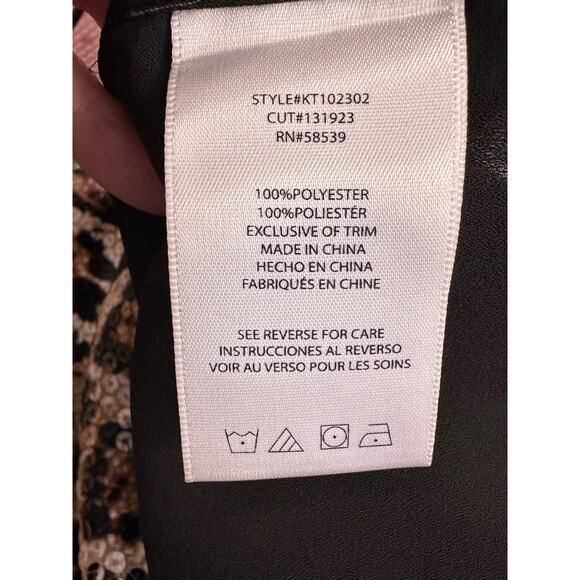 STYLE#KT102302
CUT#131923
RN#58539
100%POLYESTER
100%POLIESTÉR
EXCLUSIVE OF TRIM
MADE IN CHINA
HECHO EN CHINA
FABRIQUÉS EN CHINE
SEE REVERSE FOR CARE
INSTRUCCIONES AL REVERSO
VOIR AU VERSO POUR LES SOINS